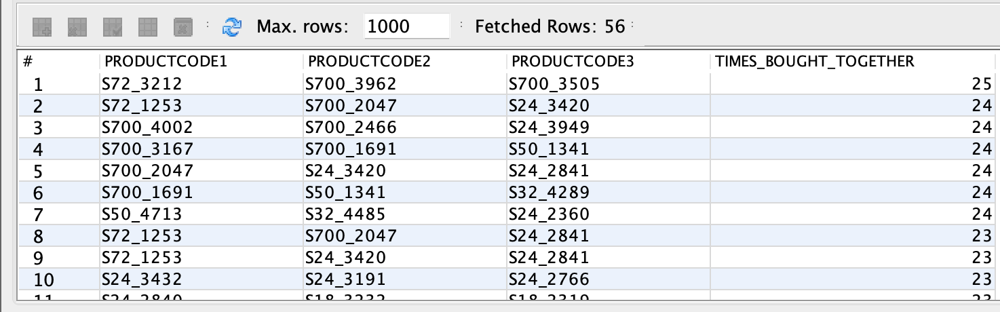 Max. rows: 1000 Fetched Rows: 56
# PRODUCTCODE1 PRODUCTCODE2 PRODUCTCODE3 TIMES_BOUGHT_TOGETHER
1 S72_3212 S700_3962 S700_3505 25
2 S72_1253 S700_2047 S24_3420 24
3 S700_4002 S700_2466 S24_3949 24
4 S700_3167 S700_1691 S50_1341 24
5 S700_2047 S24_3420 S24_2841 24
6 S700_1691 S50_1341 S32_4289 24
7 S50_4713 S32_4485 S24_2360 24
8 S72_1253 S700_2047 S24_2841 23
9 S72_1253 S24_3420 S24_2841 23
10 S24_3432 S24_3191 S24_2766 23
11 S24_2840 S18_3232 S18_2319 23